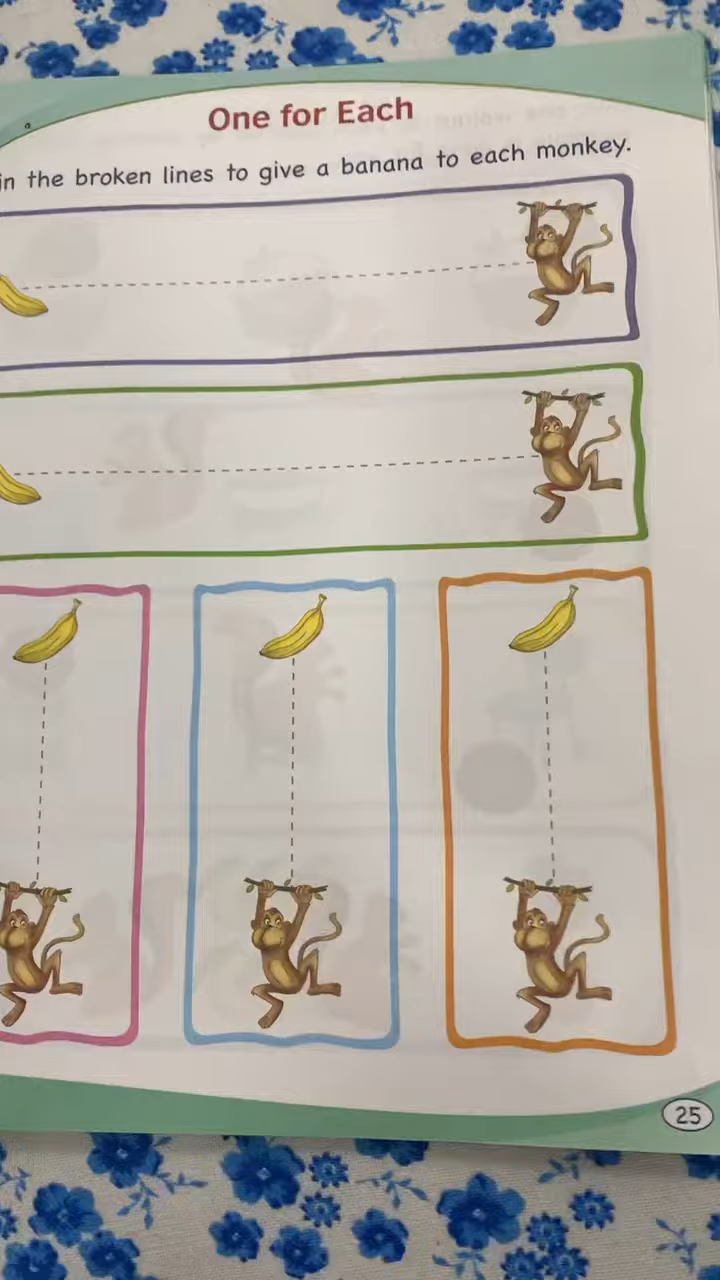 One for Each
in the broken lines to give a banana to each monkey.
25